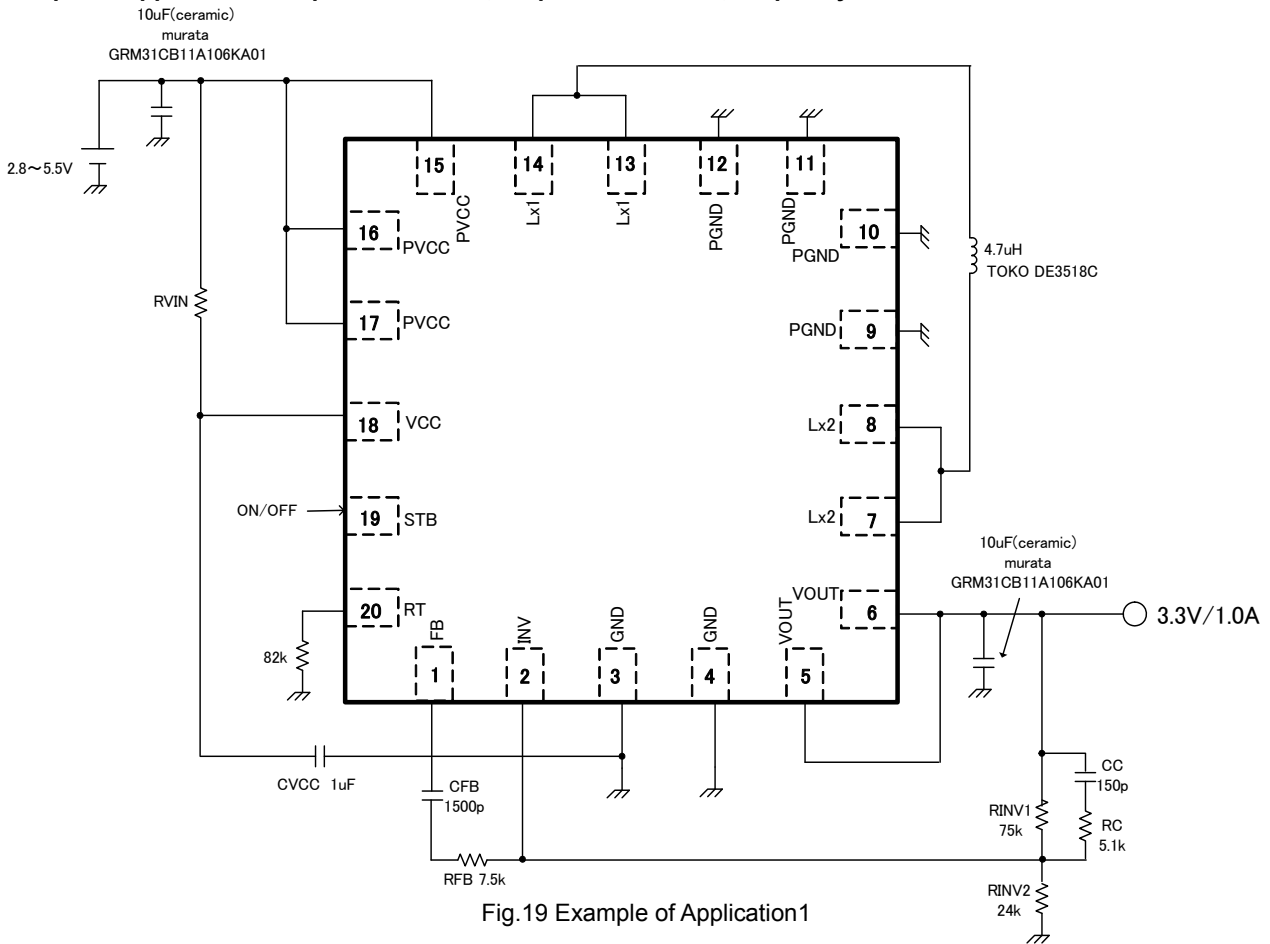 10uF(ceramic)
murata
GRM31CB11A106KA01
2.8～5.5V
15
PVCC
14
Lx1
13
Lx1
12
PGND
11
PGND
16
PVCC
10
PGND
4.7uH
TOKO DE3518C
RVIN
17
PVCC
PGND
9
18
VCC
Lx2
8
ON/OFF
19
STB
Lx2
7
10uF(ceramic)
murata
GRM31CB11A106KA01
20
RT
VOUT
6
3.3V/1.0A
82k
FB
1
INV
2
GND
3
GND
4
VOUT
5
CVCC 1uF
CFB
1500p
CC
150p
RINV1
75k
RC
5.1k
RFB 7.5k
RINV2
24k
Fig.19 Example of Application1